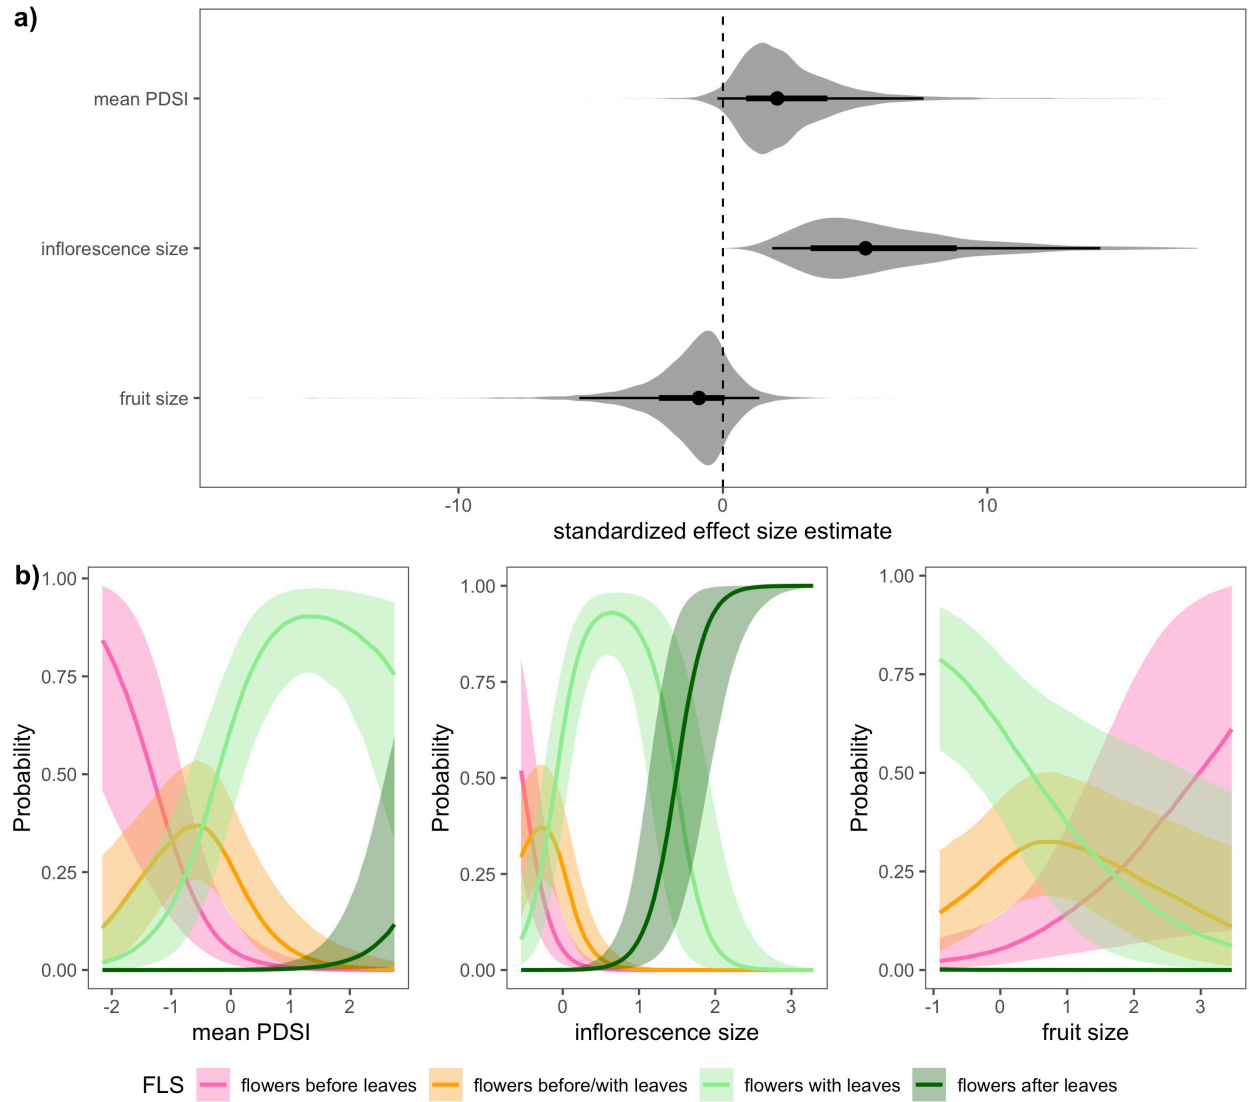 a)
mean PDSI
inflorescence size
fruit size
-10 0 10
standardized effect size estimate
b)
1.00 0.75 0.50 0.25 0.00
Probability
-2 -1 0 1 2
mean PDSI
1.00 0.75 0.50 0.25 0.00
Probability
0 1 2 3
inflorescence size
1.00 0.75 0.50 0.25 0.00
Probability
-1 0 1 2 3
fruit size
FLS flowers before leaves flowers before/with leaves flowers with leaves flowers after leaves